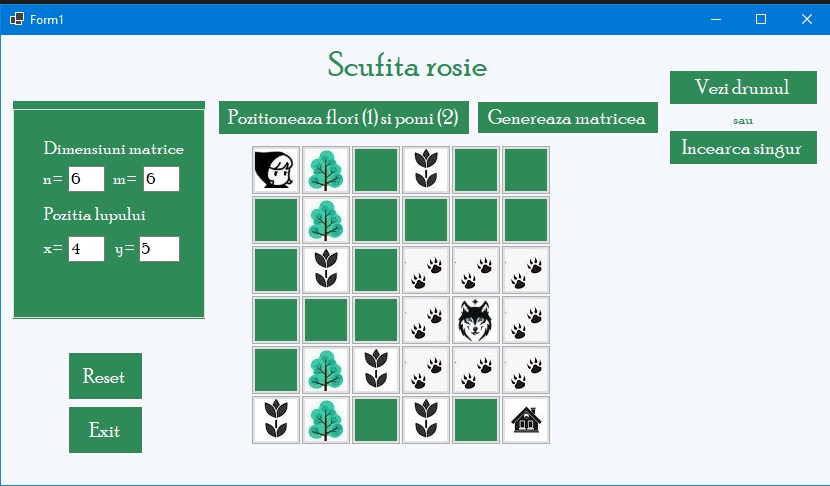 Form1
Scufita rosie
Vezi drumul
sau
Incearca singur
Pozitioneaza flori (1) si pomi (2)
Genereaza matricea
Dimensiuni matrice
n= 6 m= 6
Pozitia lupului
x= 4 y= 5
Reset
Exit